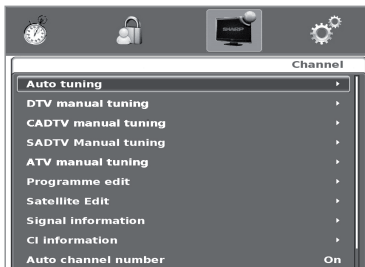 SHARP
Channel
Auto tuning
DTV manual tuning
CADTV manual tuning
SADTV Manual tuning
ATV manual tuning
Programme edit
Satellite Edit
Signal information
CI information
Auto channel number On